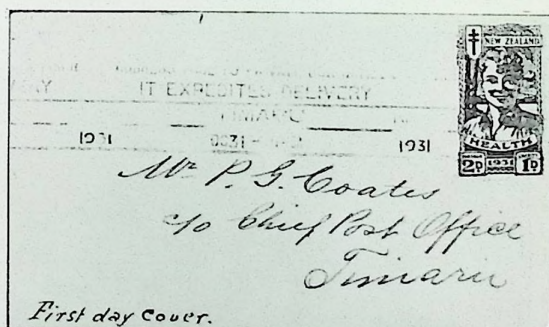 NEW ZEALAND
IT EXPEDITES DELIVERY
TIMARU
1931
1931
HEALTH
2D 1931 1D
Mr P. G. Coates
c/o Chief Post Office
Timaru
First day cover.